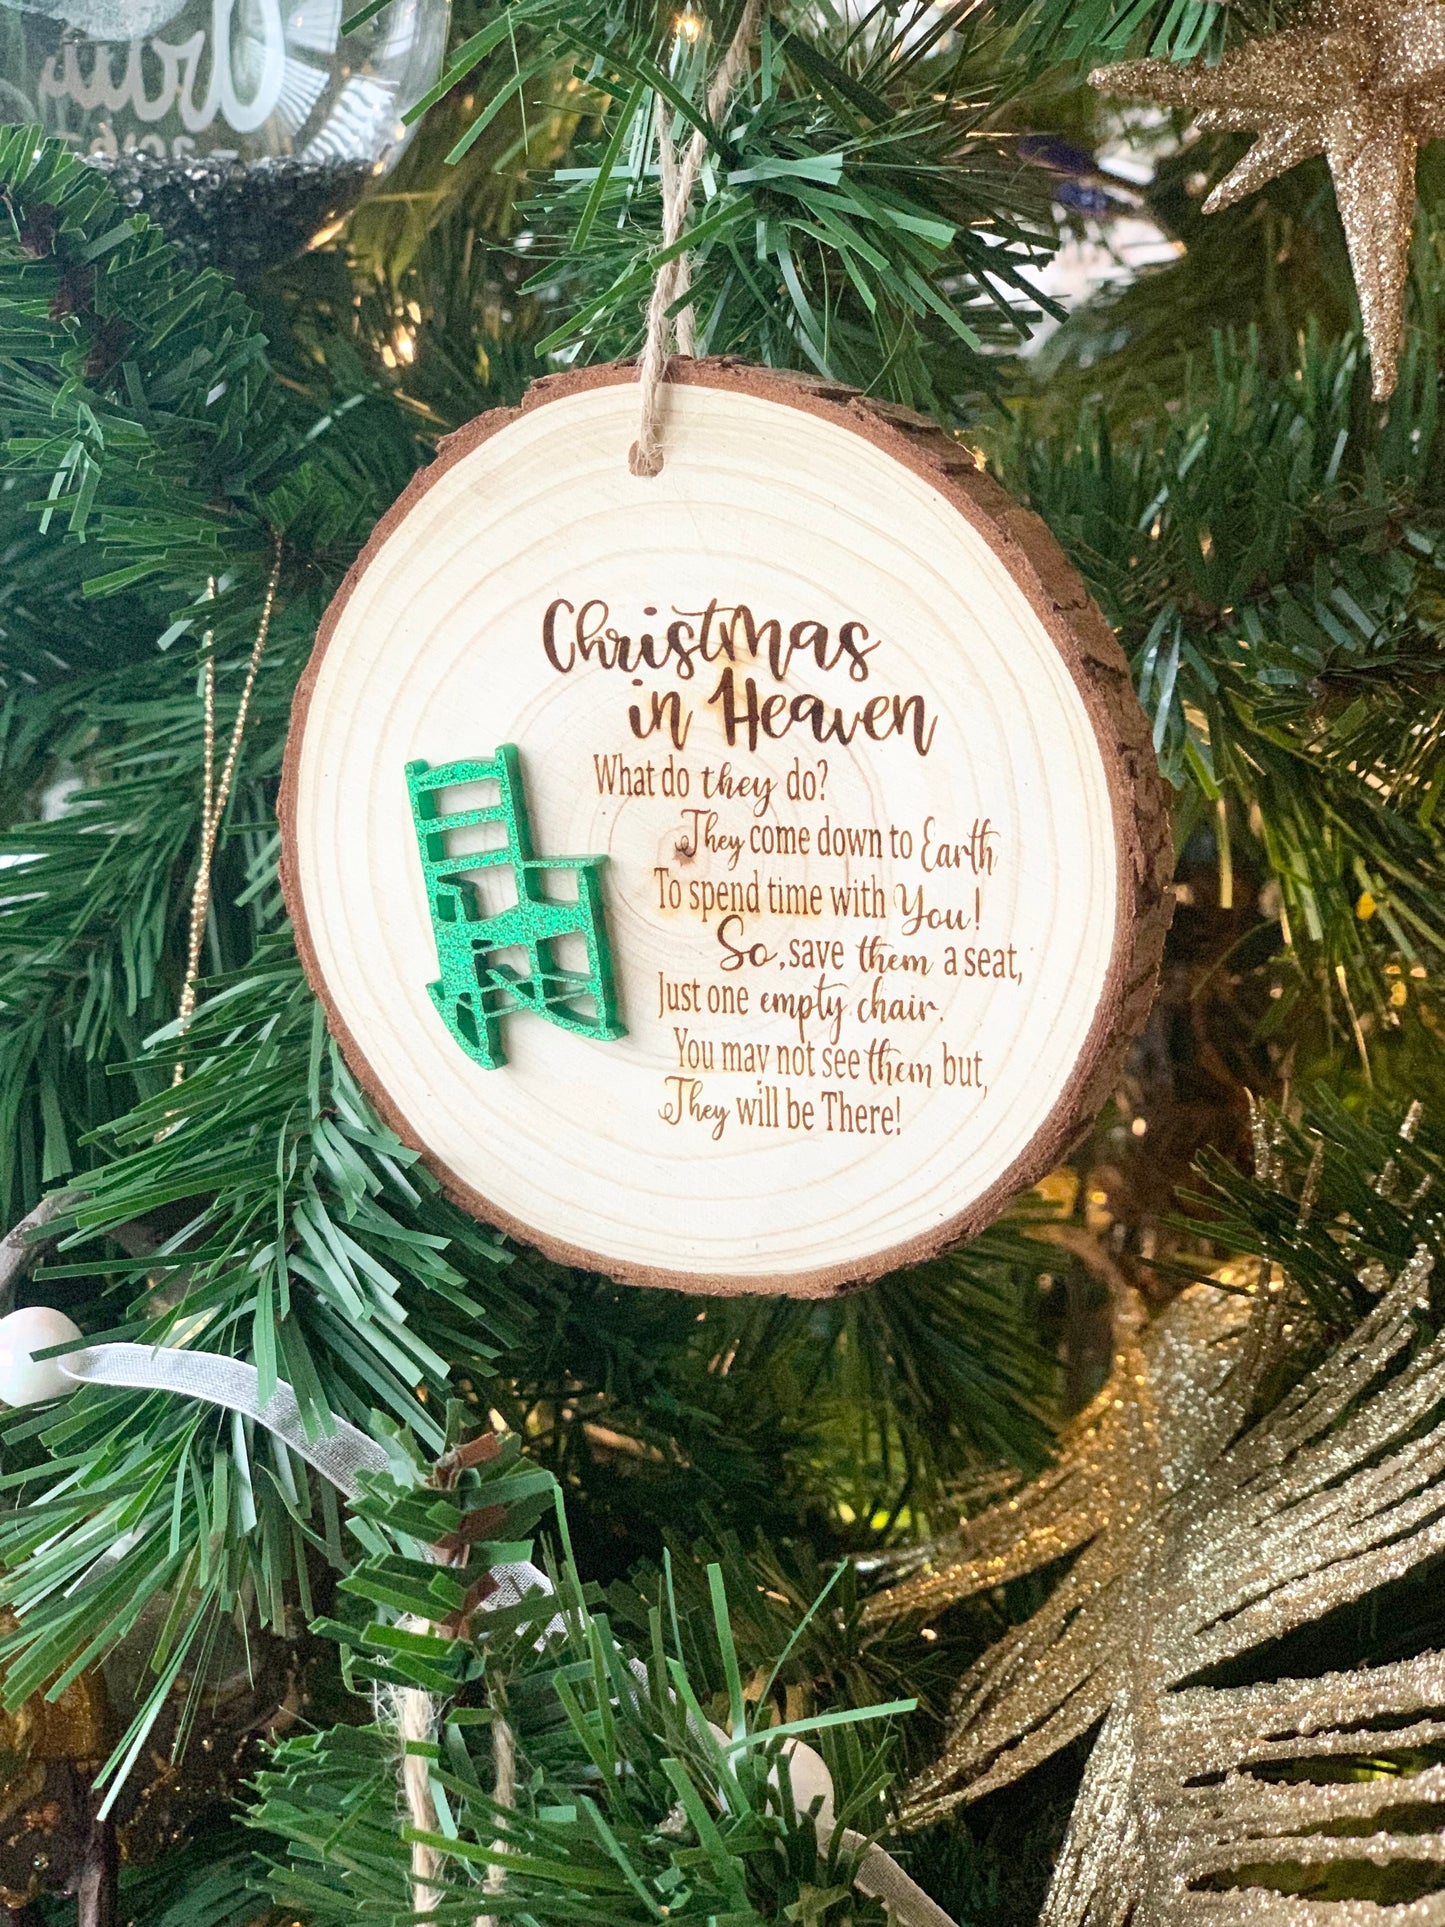 Christmas
in Heaven
What do they do?
They come down to Earth
To spend time with You!
So, save them a seat,
Just one empty chair.
You may not see them but,
They will be There!